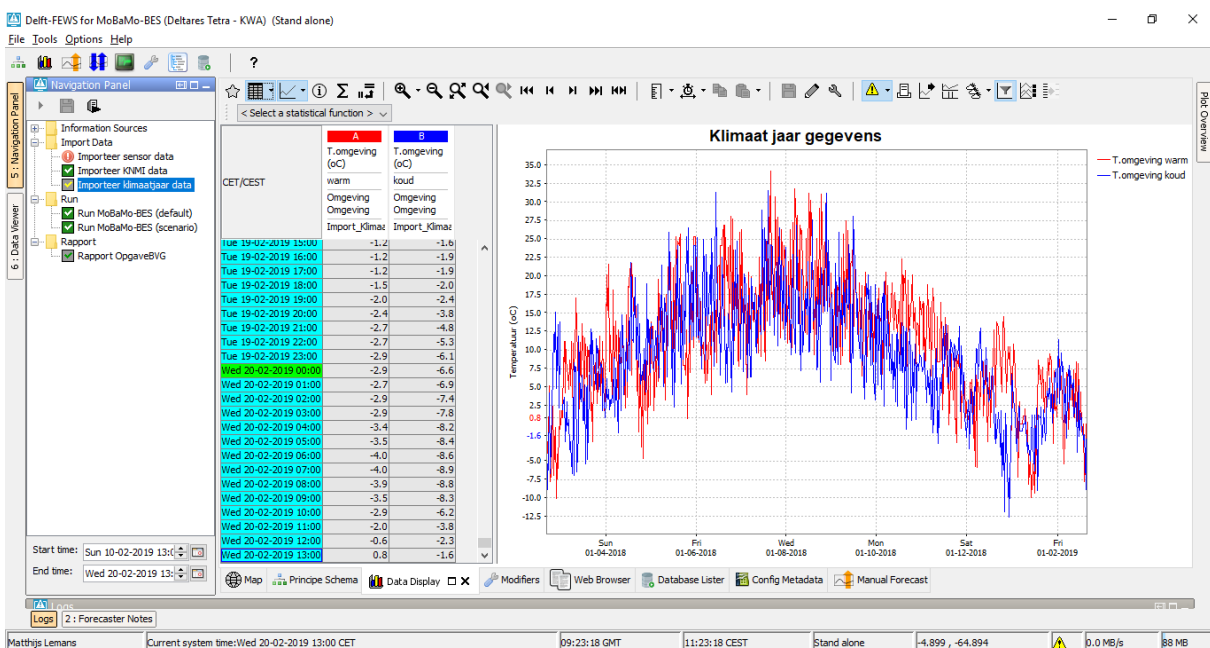 Delft-FEWS for MoBaMo-BES (Deltares Tetra - KWA) (Stand alone)
File Tools Options Help
?
5 : Navigation Panel
6 : Data Viewer
Navigation Panel
Information Sources
Import Data
Importeer sensor data
Importeer KNMI data
Importeer klimaatjaar data
Run
Run MoBaMo-BES (default)
Run MoBaMo-BES (scenario)
Rapport
Rapport OpgaveBVG
Start time: Sun 10-02-2019 13:(
End time: Wed 20-02-2019 13:
< Select a statistical function >
CET/CEST
A B
T.omgeving (oC) T.omgeving (oC)
warm koud
Omgeving Omgeving
Omgeving Omgeving
Import_Klimaa Import_Klimaa
Tue 19-02-2019 15:00 -1.2 -1.6
Tue 19-02-2019 16:00 -1.2 -1.9
Tue 19-02-2019 17:00 -1.2 -1.9
Tue 19-02-2019 18:00 -1.5 -2.0
Tue 19-02-2019 19:00 -2.0 -2.4
Tue 19-02-2019 20:00 -2.4 -3.8
Tue 19-02-2019 21:00 -2.7 -4.8
Tue 19-02-2019 22:00 -2.7 -5.3
Tue 19-02-2019 23:00 -2.9 -6.1
Wed 20-02-2019 00:00 -2.9 -6.6
Wed 20-02-2019 01:00 -2.7 -6.9
Wed 20-02-2019 02:00 -2.9 -7.4
Wed 20-02-2019 03:00 -2.9 -7.8
Wed 20-02-2019 04:00 -3.4 -8.2
Wed 20-02-2019 05:00 -3.5 -8.4
Wed 20-02-2019 06:00 -4.0 -8.6
Wed 20-02-2019 07:00 -4.0 -8.9
Wed 20-02-2019 08:00 -3.9 -8.8
Wed 20-02-2019 09:00 -3.5 -8.3
Wed 20-02-2019 10:00 -2.9 -6.2
Wed 20-02-2019 11:00 -2.0 -3.8
Wed 20-02-2019 12:00 -0.6 -2.3
Wed 20-02-2019 13:00 0.8 -1.6
Klimaat jaar gegevens
Temperatuur (oC)
35.0
32.5
30.0
27.5
25.0
22.5
20.0
17.5
15.0
12.5
10.0
7.5
5.0
2.5
0.8
-1.6
-5.0
-7.5
-10.0
-12.5
Sun Fri Wed Mon Sat Fri
01-04-2018 01-06-2018 01-08-2018 01-10-2018 01-12-2018 01-02-2019
T.omgeving warm
T.omgeving koud
Plot Overview
Map Principe Schema Data Display Modifiers Web Browser Database Lister Config Metadata Manual Forecast
Logs
Logs 2 : Forecaster Notes
Matthijs Lemans Current system time:Wed 20-02-2019 13:00 CET 09:23:18 GMT 11:23:18 CEST Stand alone -4.899 , -64.894 0.0 MB/s 88 MB